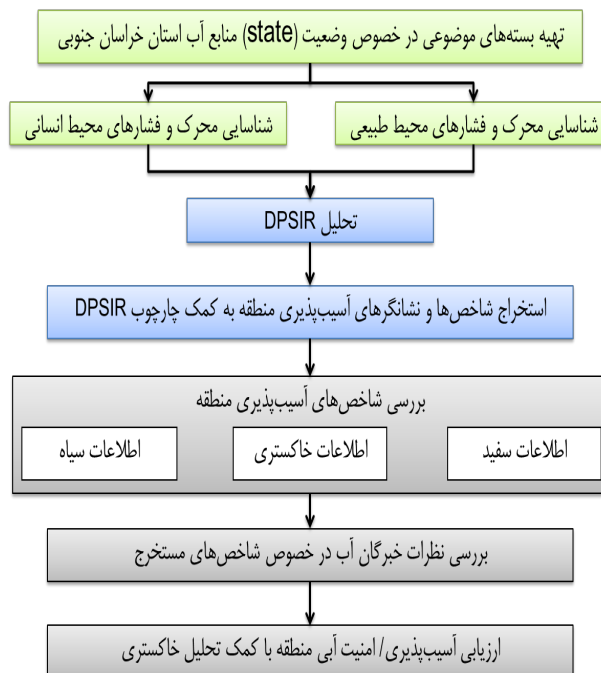 تهیه بسته‌های موضوعی در خصوص وضعیت (state) منابع آب استان خراسان جنوبی
شناسایی محرک و فشارهای محیط طبیعی
شناسایی محرک و فشارهای محیط انسانی
تحلیل DPSIR
استخراج شاخص‌ها و نشانگرهای آسیب‌پذیری منطقه به کمک چارچوب DPSIR
بررسی شاخص‌های آسیب‌پذیری منطقه
اطلاعات سفید
اطلاعات خاکستری
اطلاعات سیاه
بررسی نظرات خبرگان آب در خصوص شاخص‌های مستخرج
ارزیابی آسیب‌پذیری/ امنیت آبی منطقه با کمک تحلیل خاکستری